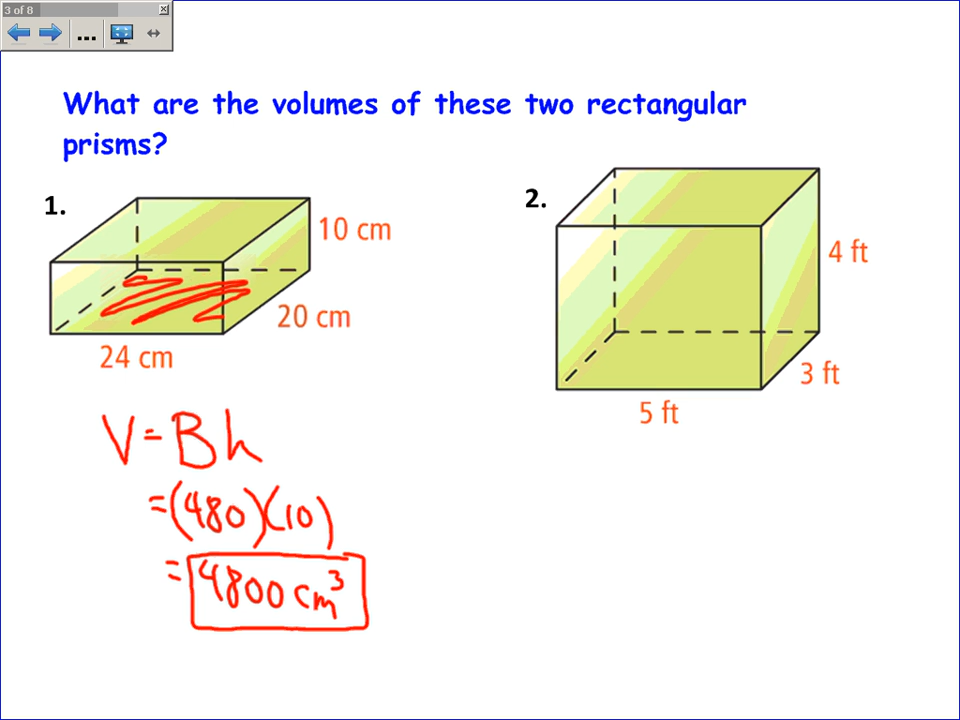 3 of 8
What are the volumes of these two rectangular
prisms?
1.
10 cm
20 cm
24 cm
V = Bh
= (480)(10)
= 4800 cm³
2.
4 ft
3 ft
5 ft